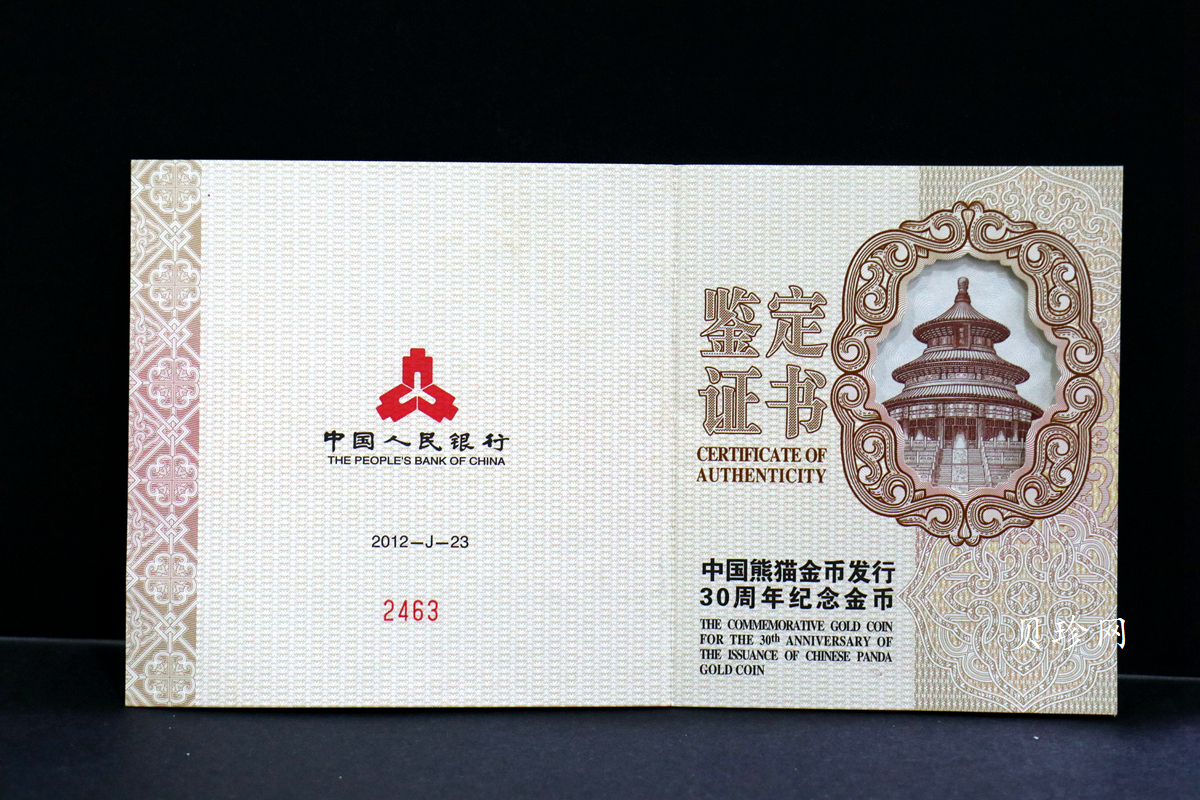 中国人民银行
THE PEOPLE'S BANK OF CHINA
2012—J—23
2463
鉴定
证书
CERTIFICATE OF
AUTHENTICITY
中国熊猫金币发行
30周年纪念金币
THE COMMEMORATIVE GOLD COIN
FOR THE 30th ANNIVERSARY OF
THE ISSUANCE OF CHINESE PANDA
GOLD COIN
贝珍网